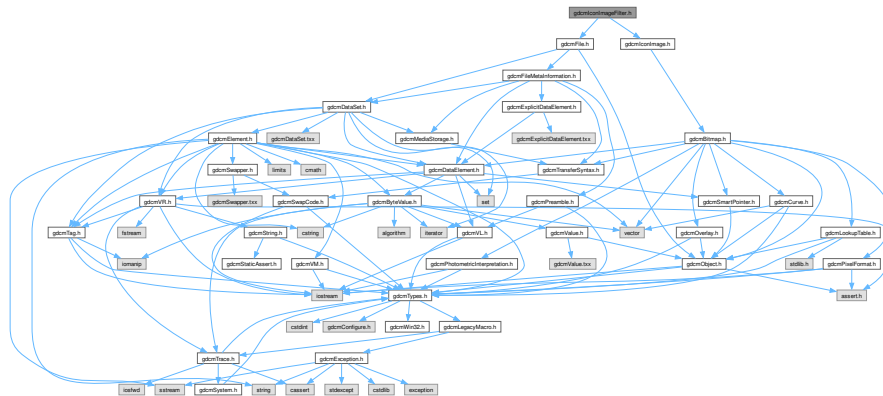 gdcmIconImageFilter.h
gdcmFile.h
gdcmIconImage.h
gdcmFileMetaInformation.h
gdcmDataSet.h
gdcmExplicitDataElement.h
gdcmElement.h
gdcmDataSet.txx
gdcmMediaStorage.h
gdcmExplicitDataElement.txx
gdcmBitmap.h
gdcmSwapper.h
limits
cmath
gdcmDataElement.h
gdcmTransferSyntax.h
gdcmVR.h
gdcmSwapper.txx
gdcmSwapCode.h
gdcmByteValue.h
set
gdcmPreamble.h
gdcmSmartPointer.h
gdcmCurve.h
gdcmTag.h
fstream
gdcmString.h
cstring
algorithm
iterator
gdcmVL.h
gdcmValue.h
vector
gdcmOverlay.h
gdcmLookupTable.h
iomanip
gdcmStaticAssert.h
gdcmVM.h
gdcmPhotometricInterpretation.h
gdcmValue.txx
gdcmObject.h
stdlib.h
gdcmPixelFormat.h
iostream
gdcmTypes.h
assert.h
cstdint
gdcmConfigure.h
gdcmWin32.h
gdcmLegacyMacro.h
gdcmTrace.h
gdcmException.h
iosfwd
gdcmSystem.h
sstream
string
cassert
stdexcept
cstdlib
exception